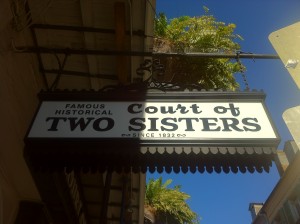 FAMOUS
HISTORICAL
Court of
TWO SISTERS
SINCE 1832